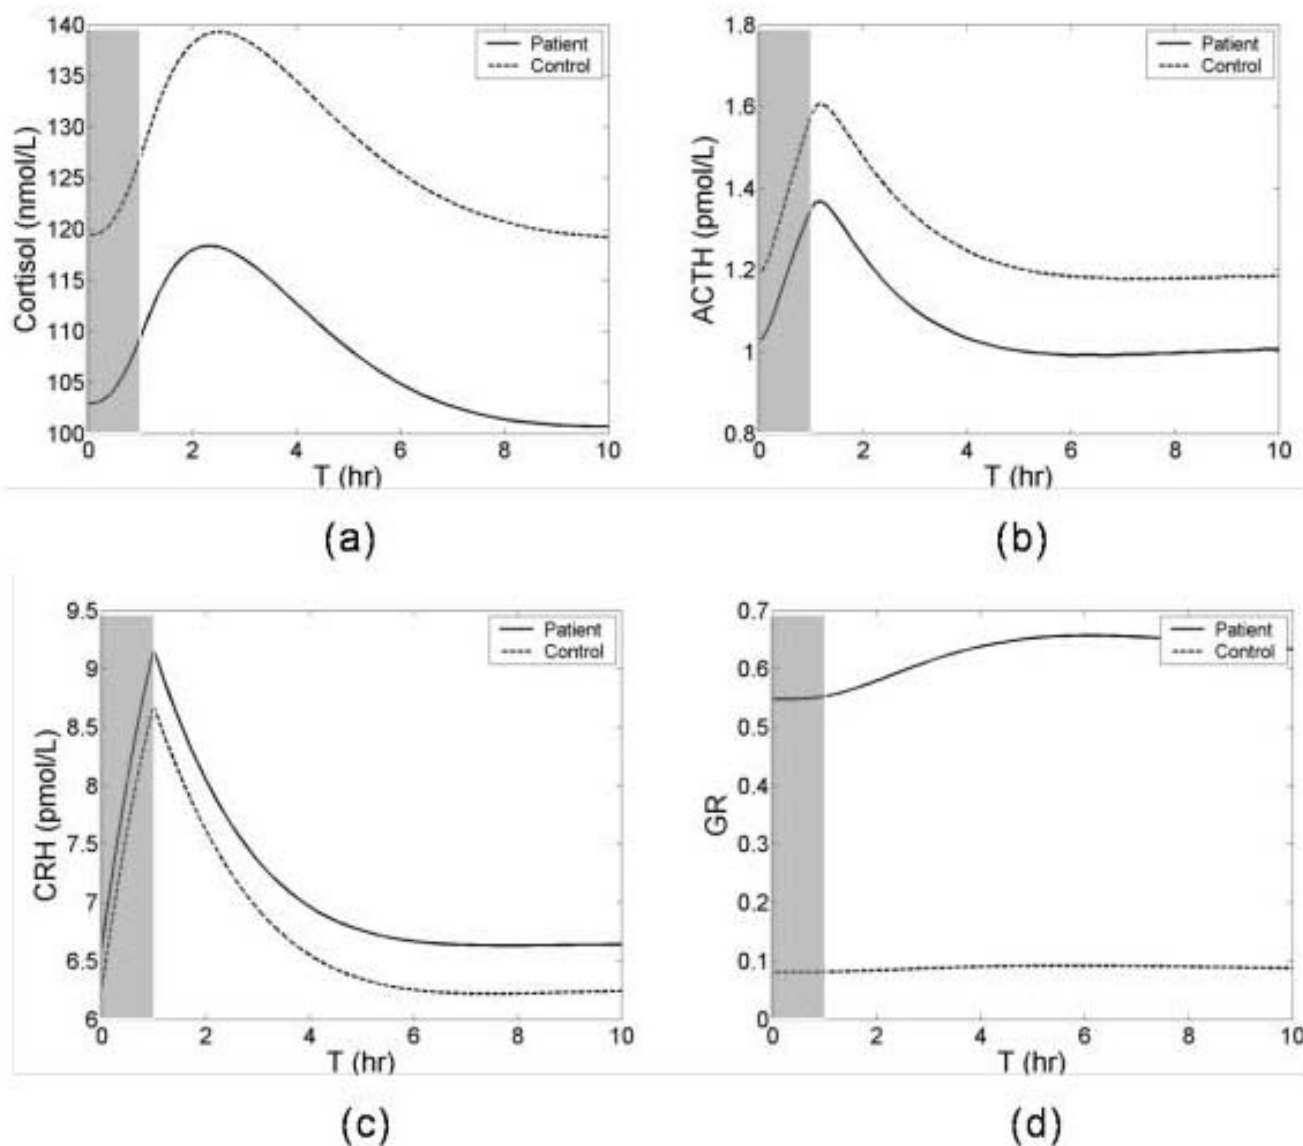 140
135
130
125
120
115
110
105
100
Cortisol (nmol/L)
0 2 4 6 8 10
T (hr)
Patient
Control
(a)
1.8
1.6
1.4
1.2
1
0.8
ACTH (pmol/L)
0 2 4 6 8 10
T (hr)
Patient
Control
(b)
9.5
9
8.5
8
7.5
7
6.5
6
CRH (pmol/L)
0 2 4 6 8 10
T (hr)
Patient
Control
(c)
0.7
0.6
0.5
0.4
0.3
0.2
0.1
0
GR
0 2 4 6 8 10
T (hr)
Patient
Control
(d)